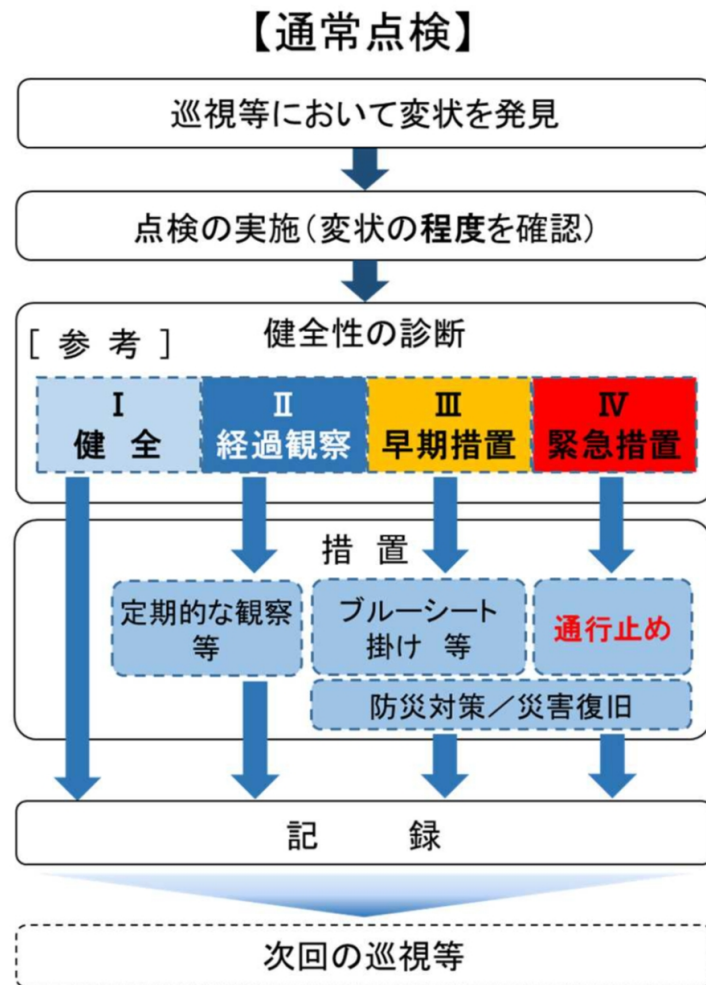 【通常点検】
巡視等において変状を発見
点検の実施（変状の程度を確認）
健全性の診断
[ 参 考 ]
Ⅰ
健 全
Ⅱ
経過観察
Ⅲ
早期措置
Ⅳ
緊急措置
措 置
定期的な観察
等
ブルーシート
掛け 等
通行止め
防災対策／災害復旧
記 録
次回の巡視等